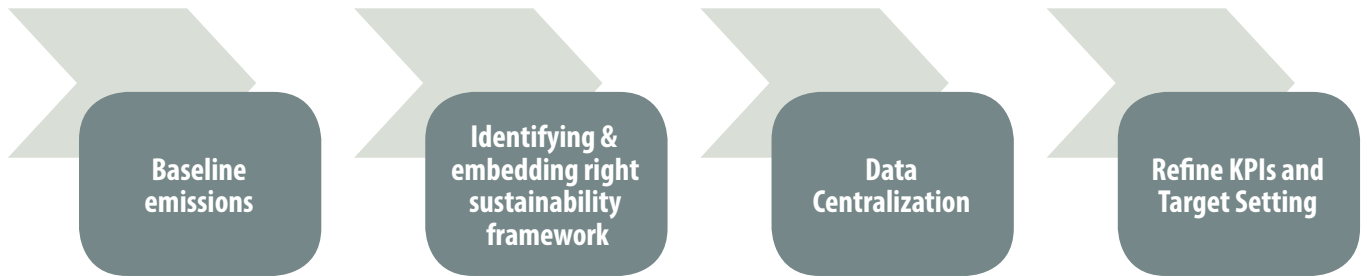 Baseline
emissions
Identifying &
embedding right
sustainability
framework
Data
Centralization
Refine KPIs and
Target Setting